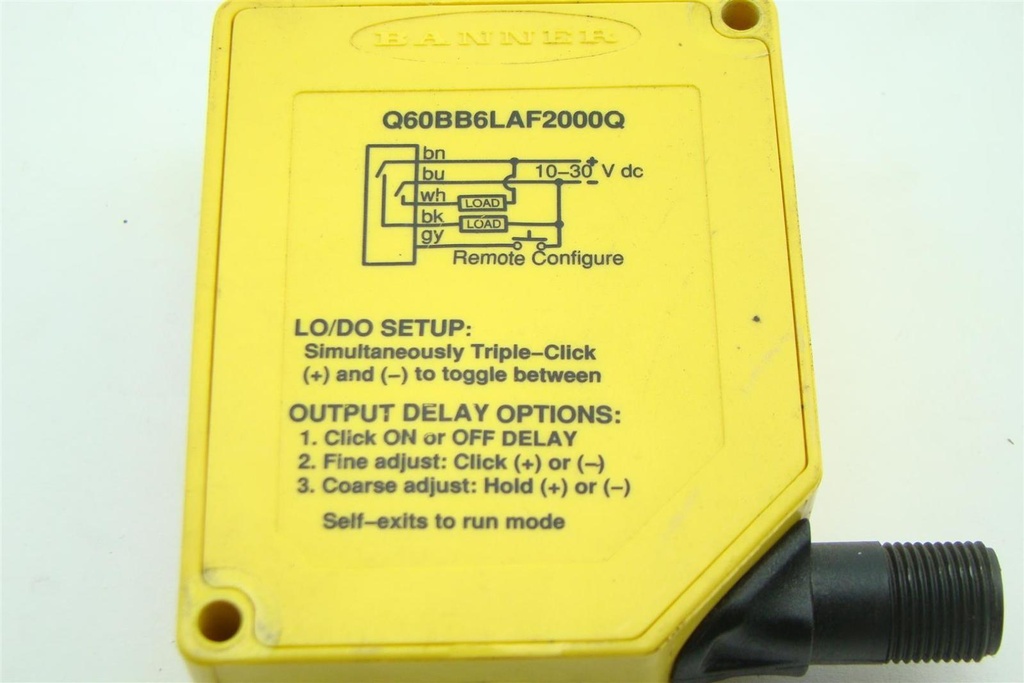 BANNER
Q60BB6LAF2000Q
bn
bu
10–30 V dc
+
–
wh
LOAD
bk
LOAD
gy
Remote Configure
LO/DO SETUP:
Simultaneously Triple–Click
(+) and (–) to toggle between
OUTPUT DELAY OPTIONS:
1. Click ON or OFF DELAY
2. Fine adjust: Click (+) or (–)
3. Coarse adjust: Hold (+) or (–)
Self–exits to run mode